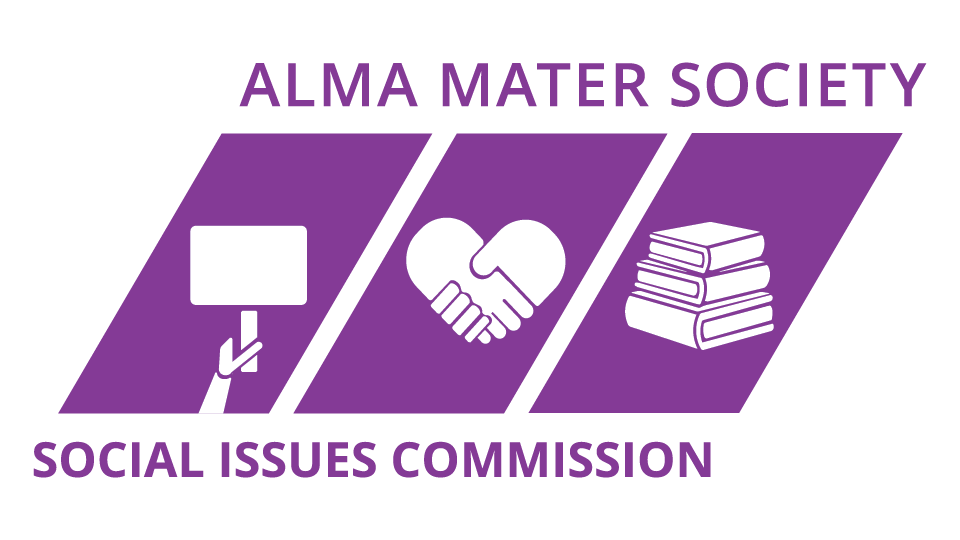 ALMA MATER SOCIETY
SOCIAL ISSUES COMMISSION